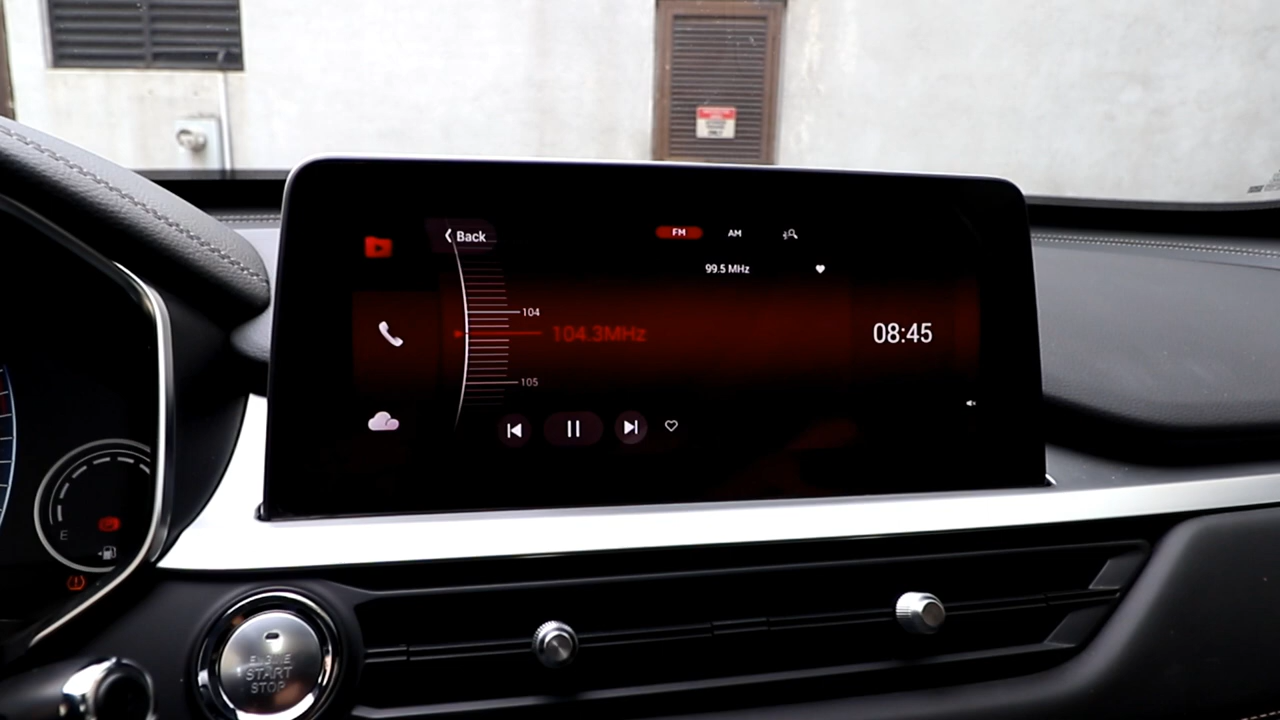 Back
FM
AM
99.5 MHz
104
104.3MHz
08:45
105
E
ENGINE
START
STOP